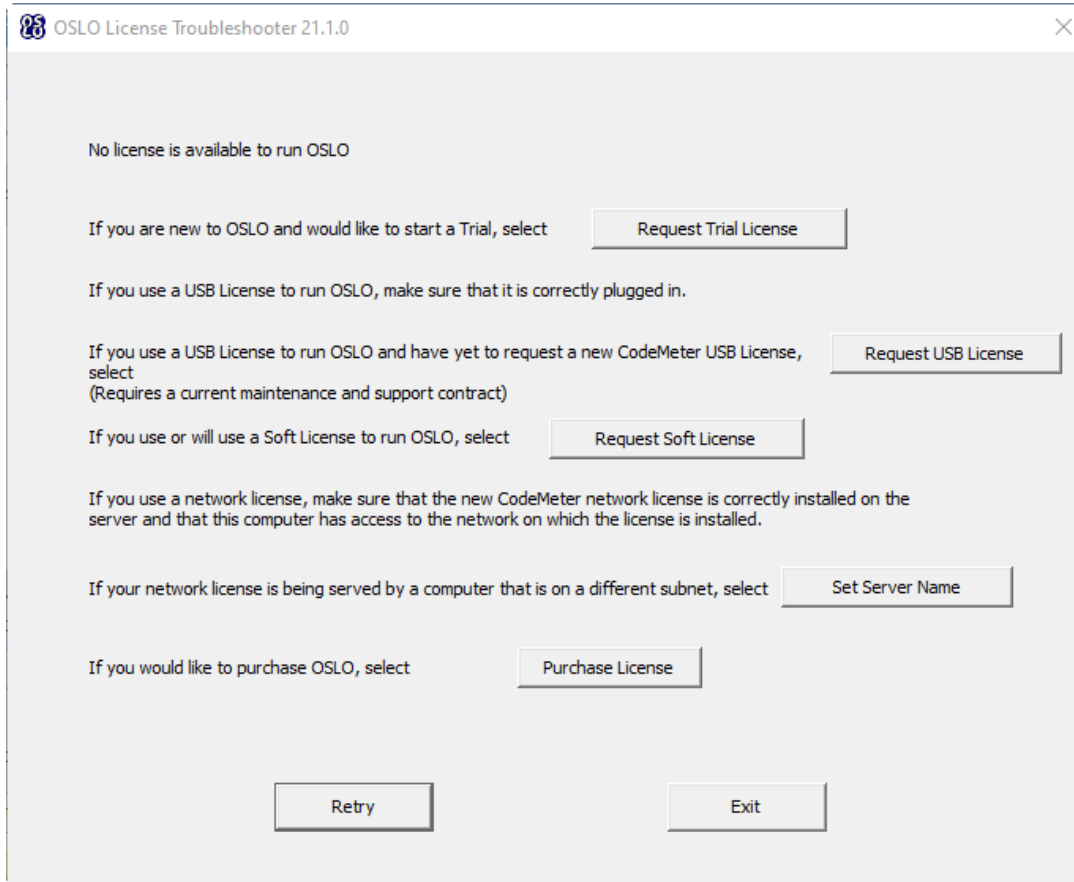 OSLO License Troubleshooter 21.1.0
No license is available to run OSLO
If you are new to OSLO and would like to start a Trial, select Request Trial License
If you use a USB License to run OSLO, make sure that it is correctly plugged in.
If you use a USB License to run OSLO and have yet to request a new CodeMeter USB License, Request USB License
select
(Requires a current maintenance and support contract)
If you use or will use a Soft License to run OSLO, select Request Soft License
If you use a network license, make sure that the new CodeMeter network license is correctly installed on the
server and that this computer has access to the network on which the license is installed.
If your network license is being served by a computer that is on a different subnet, select Set Server Name
If you would like to purchase OSLO, select Purchase License
Retry Exit